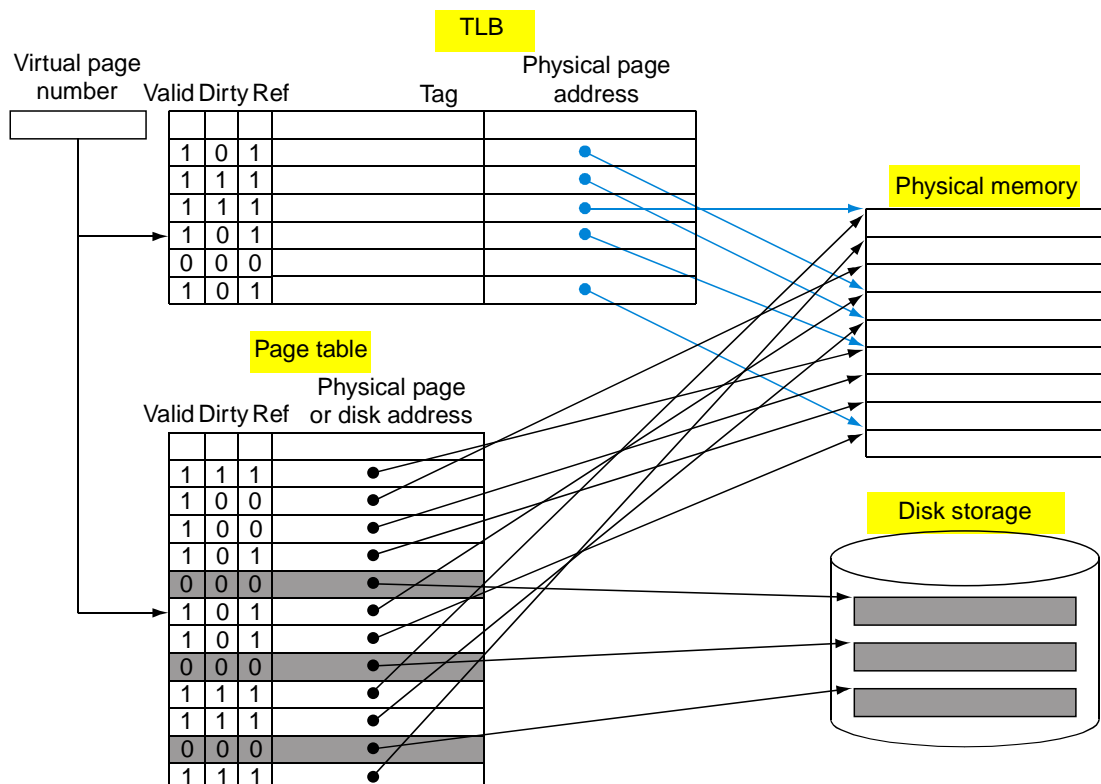 TLB
Virtual page
number
Physical page
address
Valid Dirty Ref
Tag
1 0 1
1 1 1
1 1 1
1 0 1
0 0 0
1 0 1
Physical memory
Page table
Physical page
or disk address
Valid Dirty Ref
1 1 1
1 0 0
1 0 0
1 0 1
0 0 0
1 0 1
1 0 1
0 0 0
1 1 1
1 1 1
0 0 0
1 1 1
Disk storage